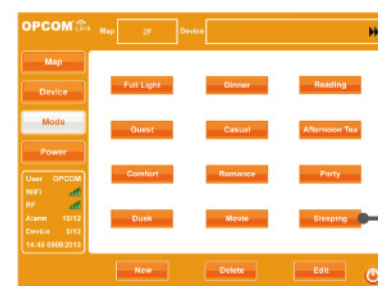 OPCOM Link Map 2F Device
Map
Device
Mode
Power
Full Light Dinner Reading
Guest Casual Afternoon Tea
Comfort Romance Party
Dusk Movie Sleeping
User OPCOM
WiFi
RF
Alarm 10/12
Device 0/12
14:45 0808 2013
New Delete Edit